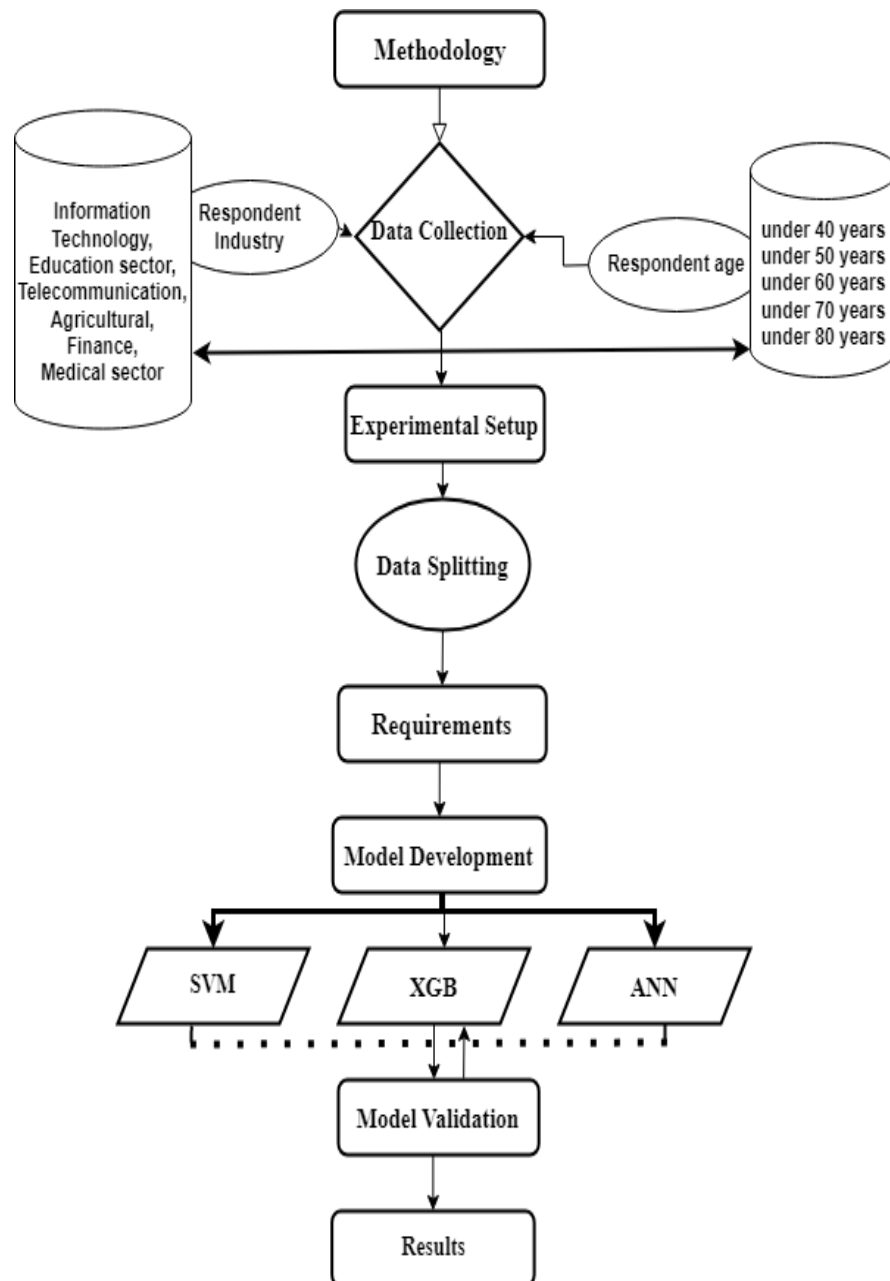 Methodology
Information
Technology,
Education sector,
Telecommunication,
Agricultural,
Finance,
Medical sector
Respondent
Industry
Data Collection
Respondent age
under 40 years
under 50 years
under 60 years
under 70 years
under 80 years
Experimental Setup
Data Splitting
Requirements
Model Development
SVM
XGB
ANN
Model Validation
Results